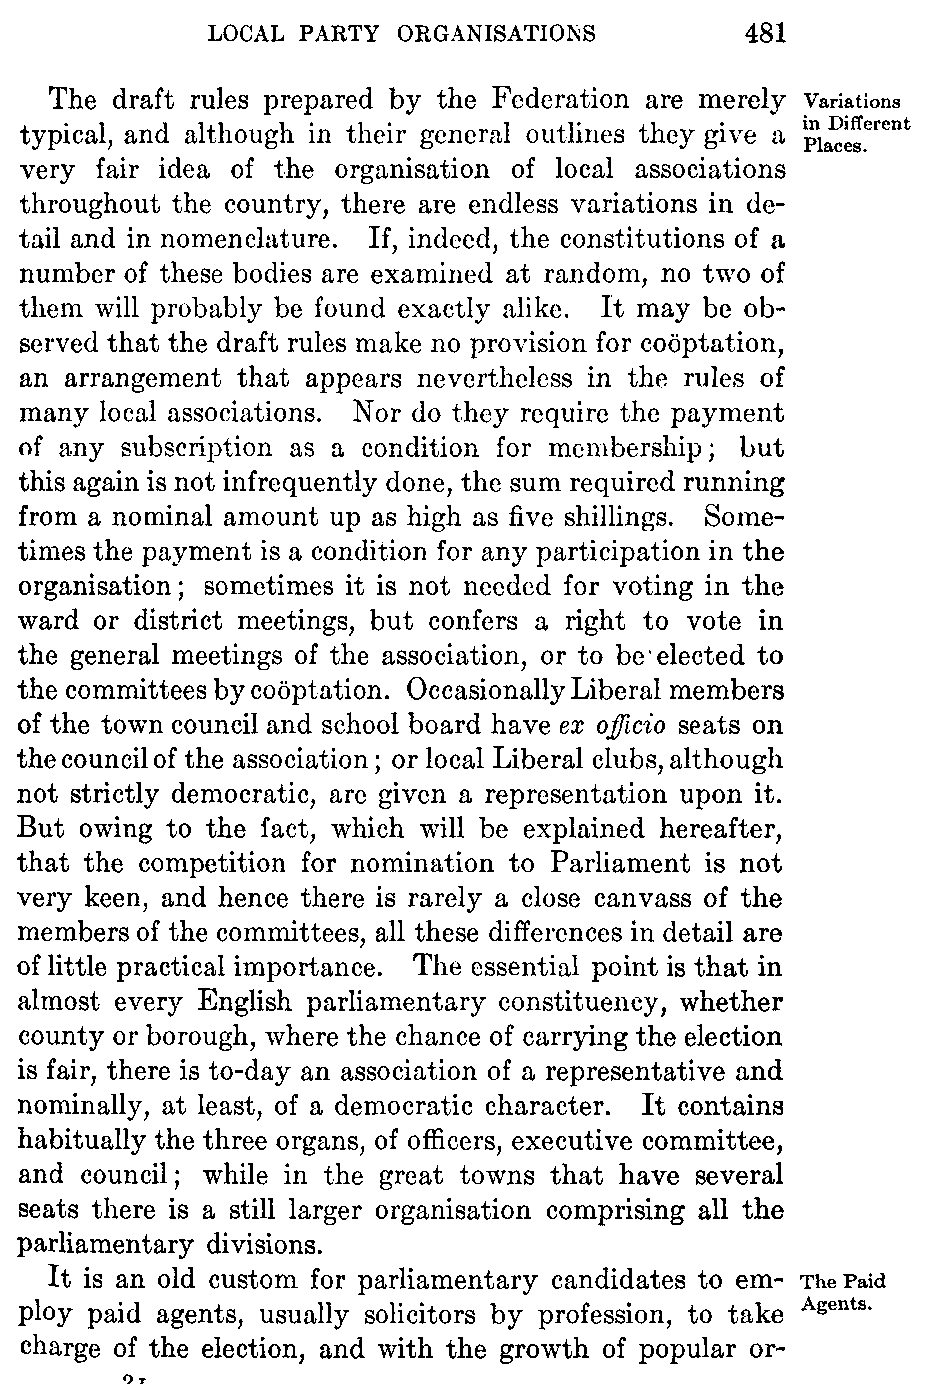 LOCAL PARTY ORGANISATIONS 481
The draft rules prepared by the Federation are merely
typical, and although in their general outlines they give a
very fair idea of the organisation of local associations
throughout the country, there are endless variations in de-
tail and in nomenclature. If, indeed, the constitutions of a
number of these bodies are examined at random, no two of
them will probably be found exactly alike. It may be ob-
served that the draft rules make no provision for coöptation,
an arrangement that appears nevertheless in the rules of
many local associations. Nor do they require the payment
of any subscription as a condition for membership; but
this again is not infrequently done, the sum required running
from a nominal amount up as high as five shillings. Some-
times the payment is a condition for any participation in the
organisation; sometimes it is not needed for voting in the
ward or district meetings, but confers a right to vote in
the general meetings of the association, or to be elected to
the committees by coöptation. Occasionally Liberal members
of the town council and school board have ex officio seats on
the council of the association; or local Liberal clubs, although
not strictly democratic, are given a representation upon it.
But owing to the fact, which will be explained hereafter,
that the competition for nomination to Parliament is not
very keen, and hence there is rarely a close canvass of the
members of the committees, all these differences in detail are
of little practical importance. The essential point is that in
almost every English parliamentary constituency, whether
county or borough, where the chance of carrying the election
is fair, there is to-day an association of a representative and
nominally, at least, of a democratic character. It contains
habitually the three organs, of officers, executive committee,
and council; while in the great towns that have several
seats there is a still larger organisation comprising all the
parliamentary divisions.
It is an old custom for parliamentary candidates to em-
ploy paid agents, usually solicitors by profession, to take
charge of the election, and with the growth of popular or-
Variations
in Different
Places.
The Paid
Agents.